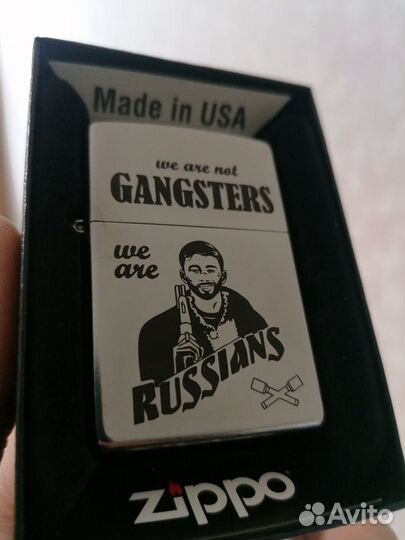 Made in USA
we are not
GANGSTERS
we
are
RUSSIANS
zippo
Avito